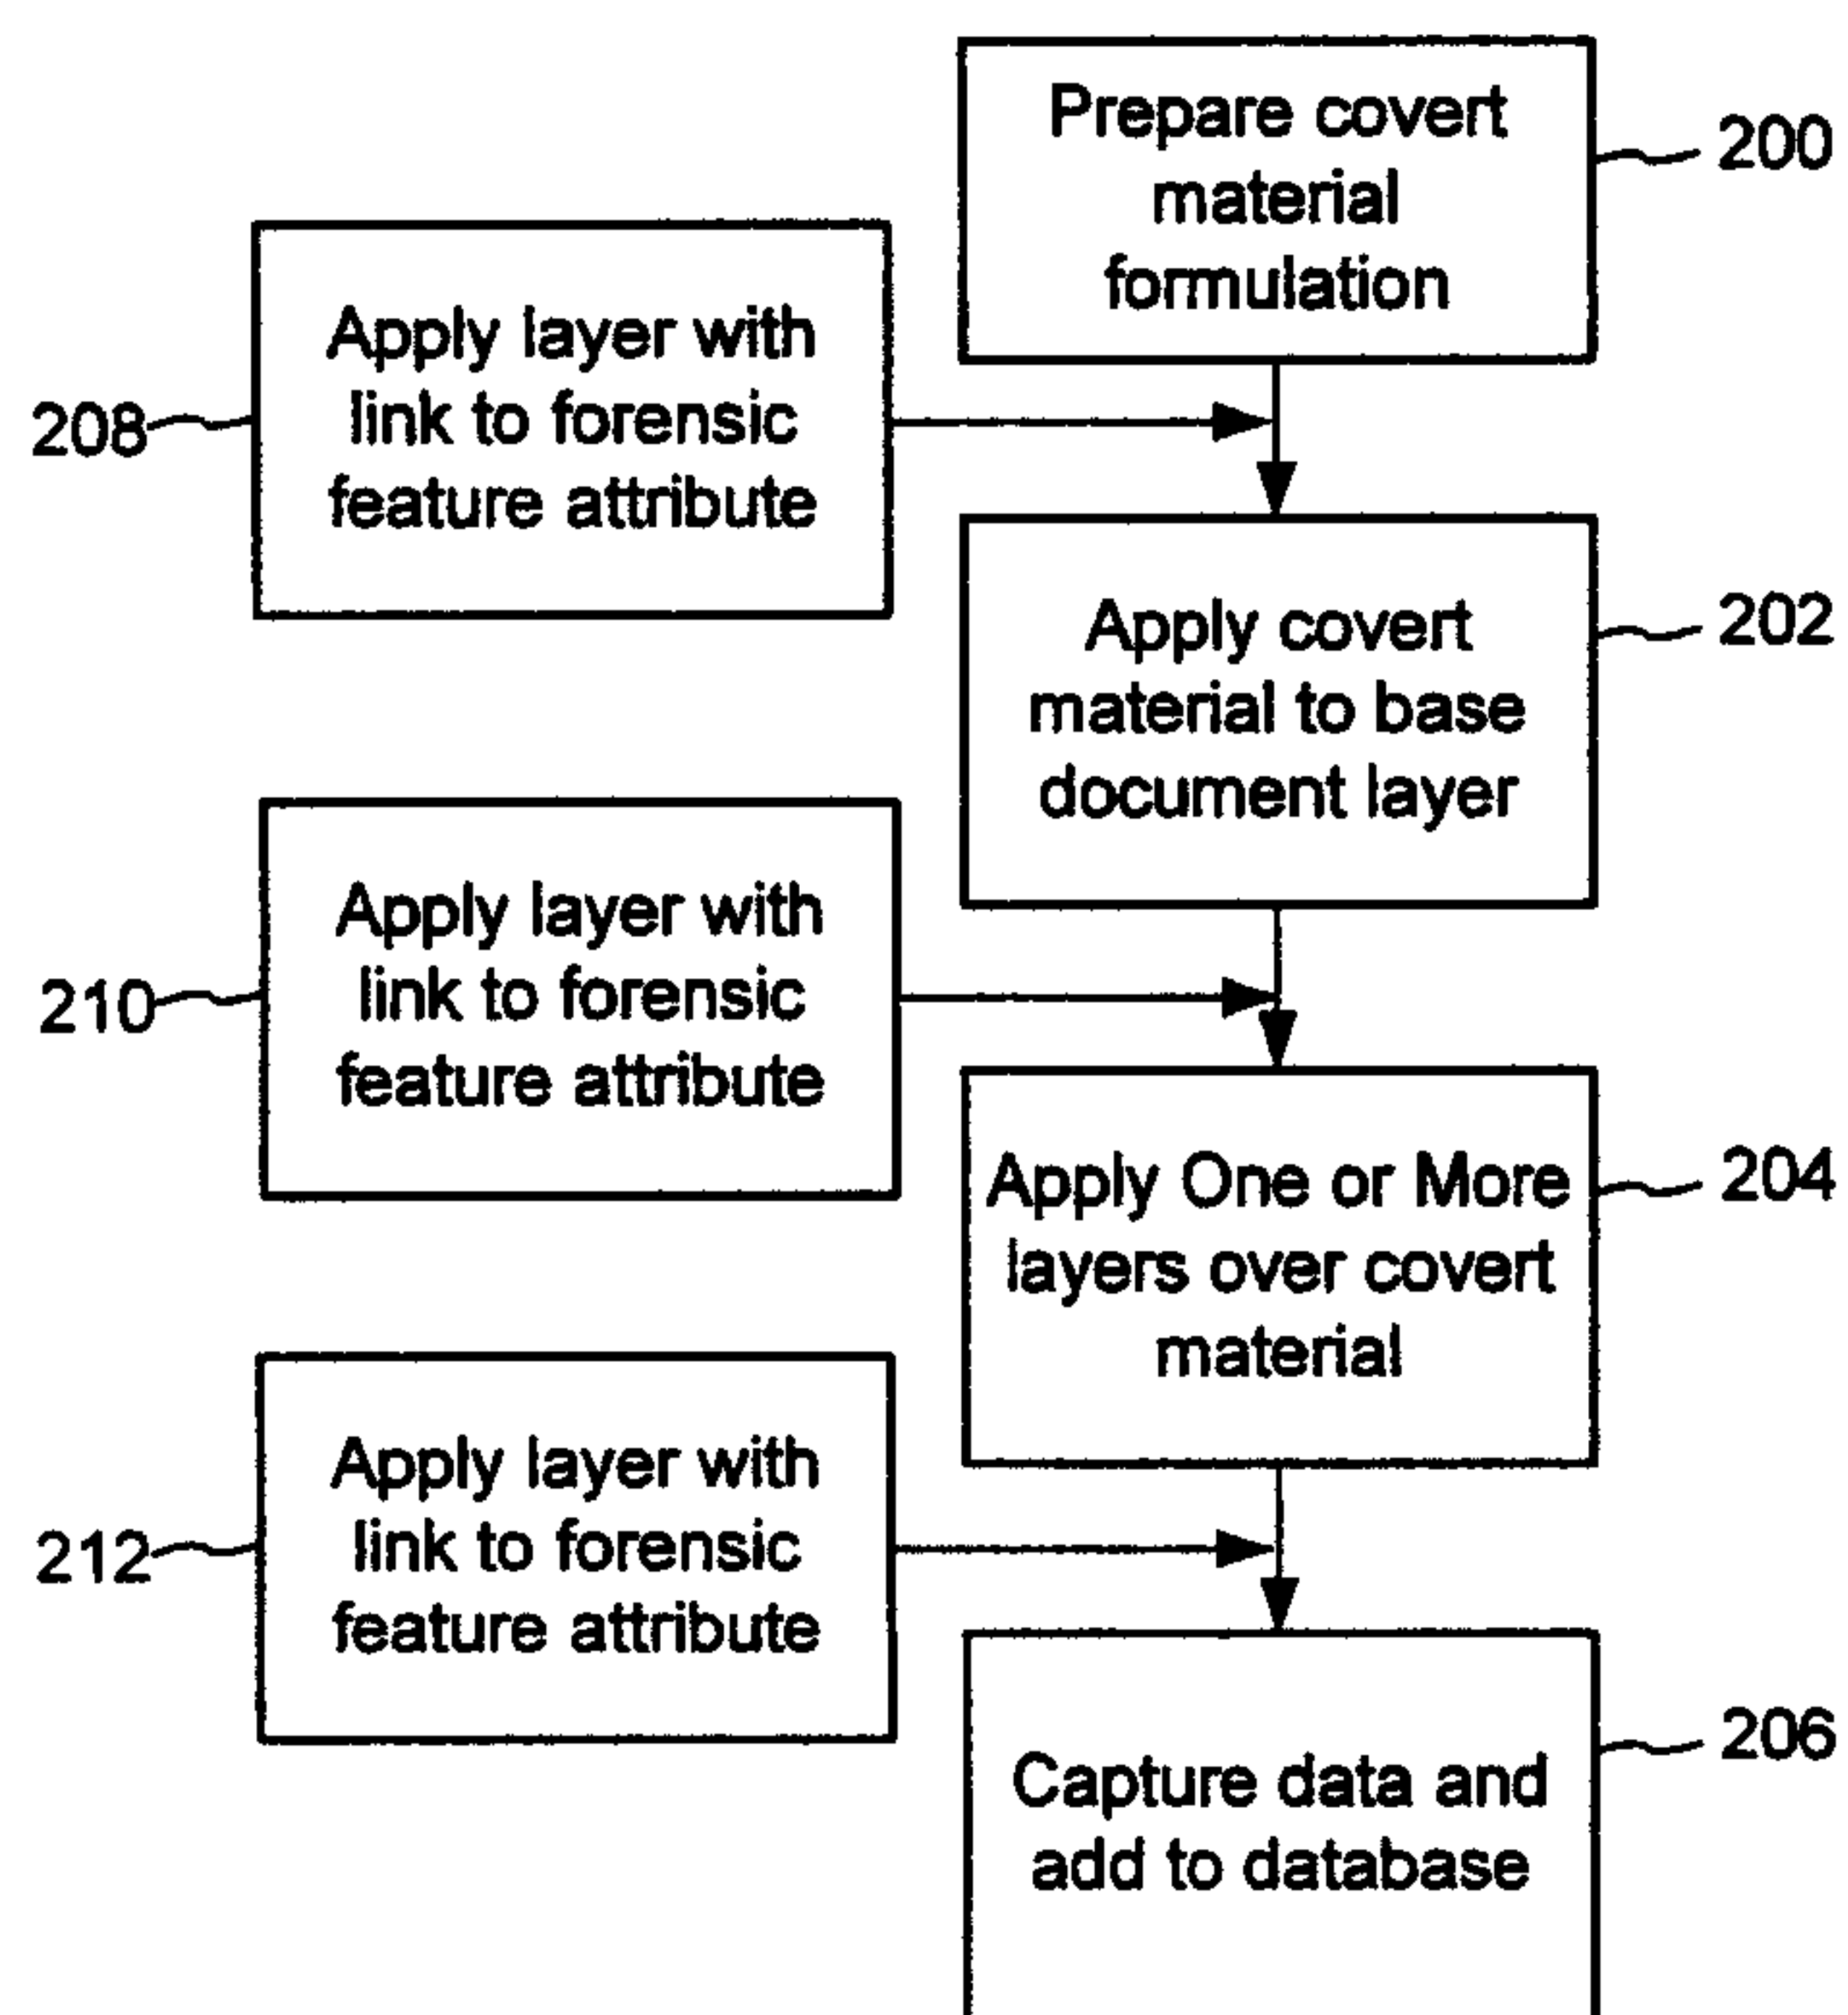 Prepare covert
material
formulation
200
Apply layer with
link to forensic
feature attribute
208
Apply covert
material to base
document layer
202
Apply layer with
link to forensic
feature attribute
210
Apply One or More
layers over covert
material
204
Apply layer with
link to forensic
feature attribute
212
Capture data and
add to database
206